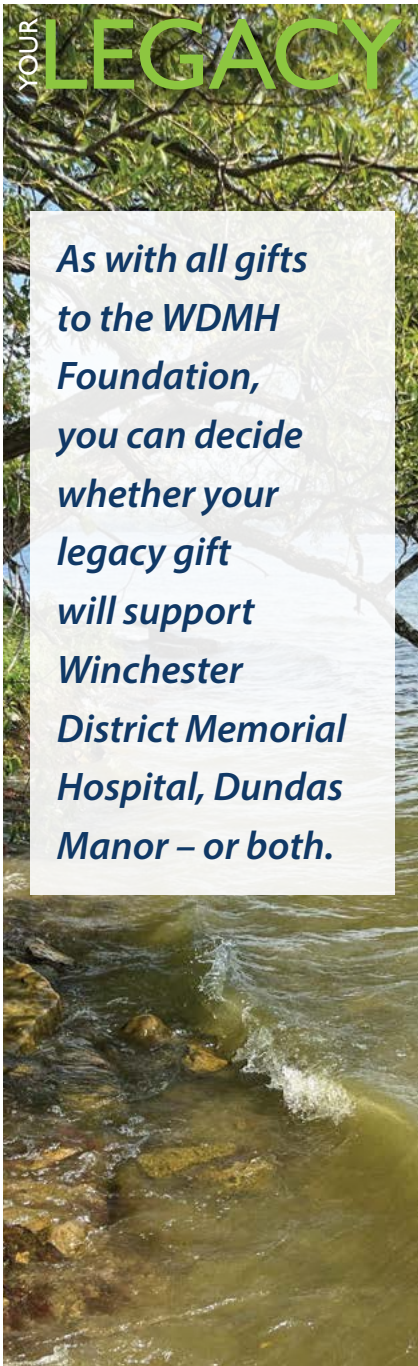 YOUR
LEGACY
As with all gifts
to the WDMH
Foundation,
you can decide
whether your
legacy gift
will support
Winchester
District Memorial
Hospital, Dundas
Manor – or both.